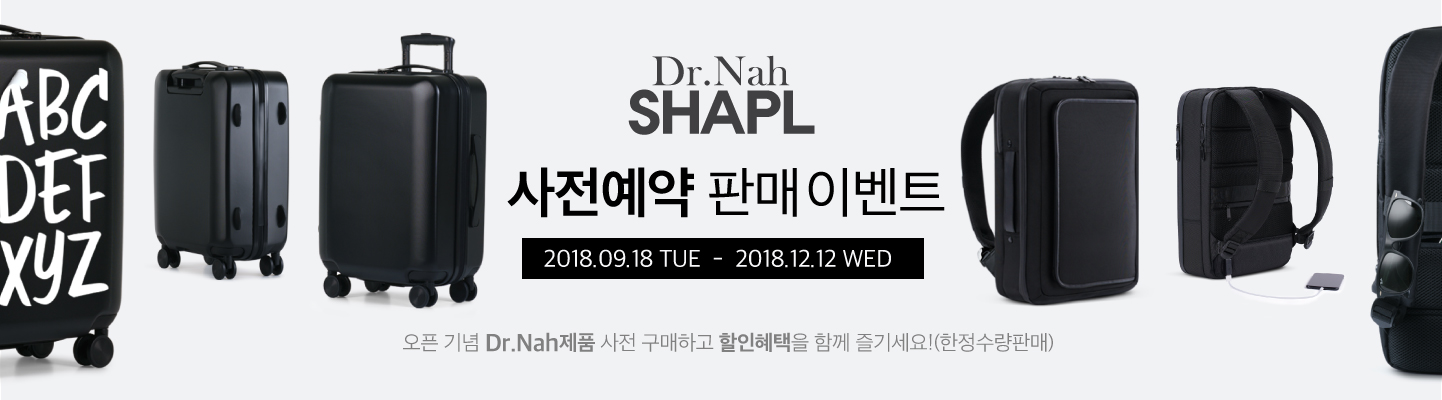 ABC
DEF
XYZ
Dr.Nah
SHAPL
사전예약 판매이벤트
2018.09.18 TUE - 2018.12.12 WED
오픈 기념 Dr.Nah제품 사전 구매하고 할인혜택을 함께 즐기세요!(한정수량판매)